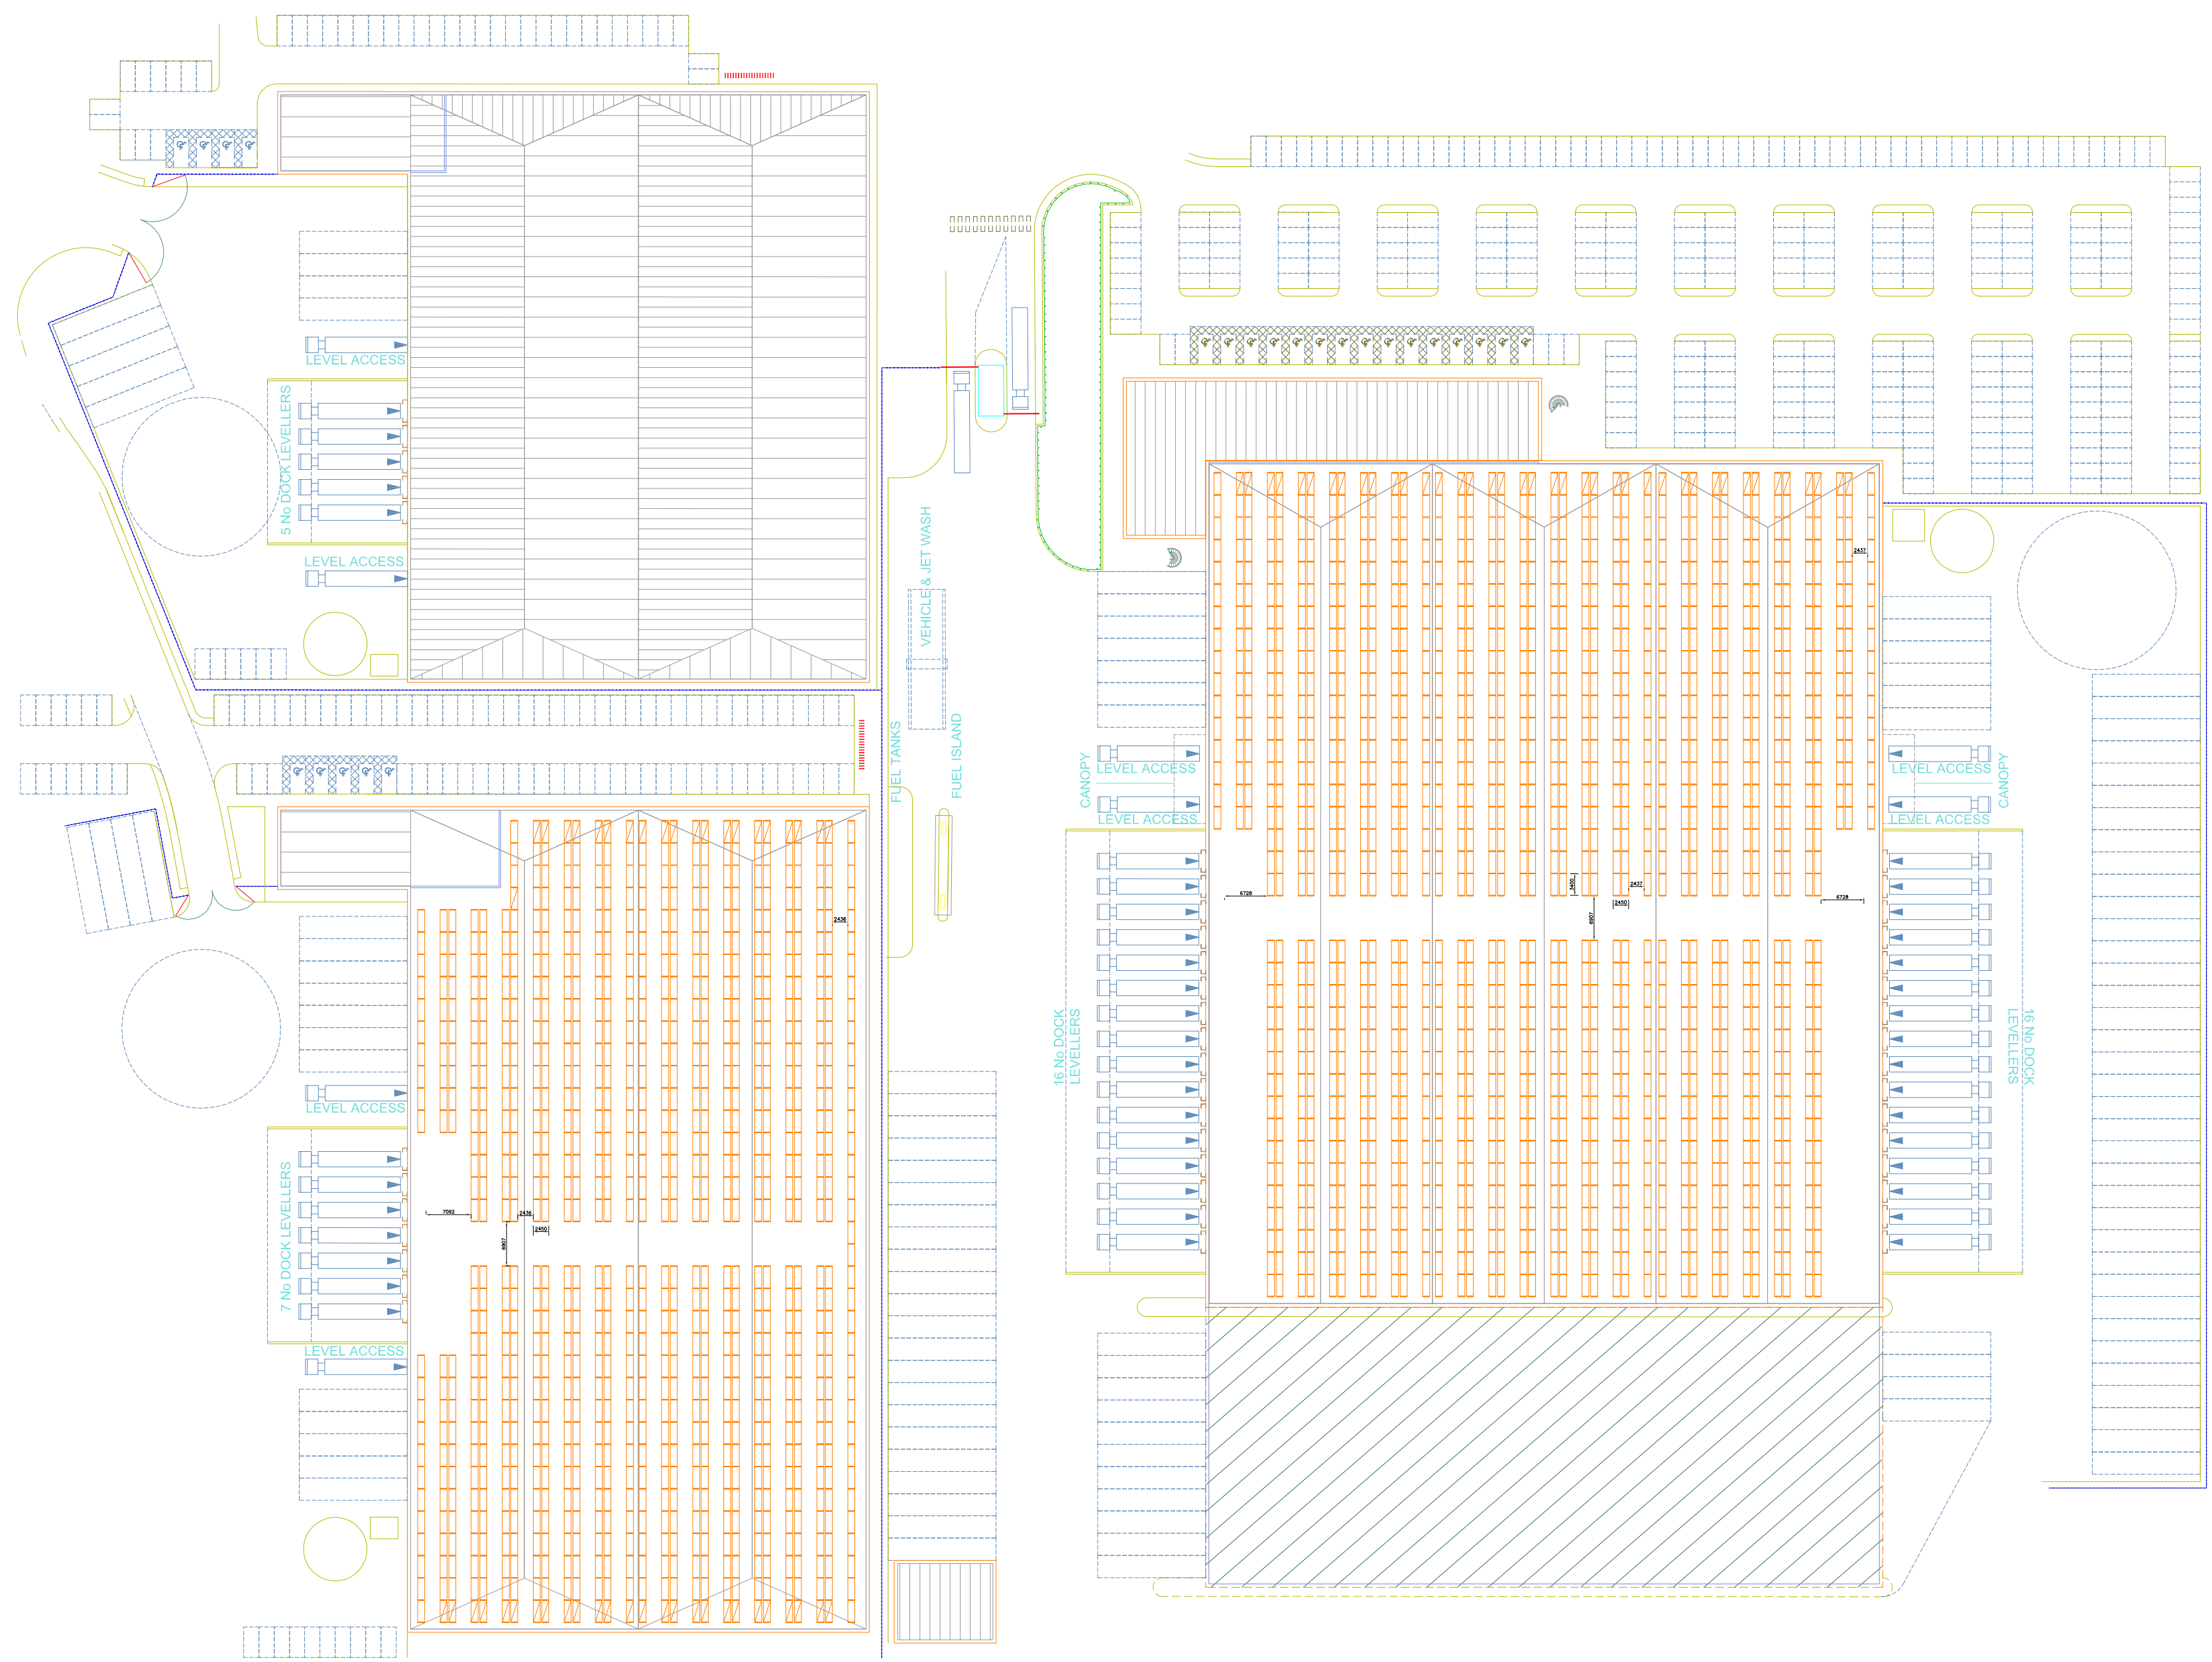 LEVEL ACCESS
5 No DOCK LEVELLERS
LEVEL ACCESS
VEHICLE & JET WASH
FUEL TANKS
FUEL ISLAND
2436
7092
2436
2450
6907
LEVEL ACCESS
7 No DOCK LEVELLERS
LEVEL ACCESS
2437
CANOPY
LEVEL ACCESS
LEVEL ACCESS
LEVEL ACCESS
LEVEL ACCESS
CANOPY
6728
3400
2437
2450
6907
6728
16 No DOCK
LEVELLERS
16 No DOCK
LEVELLERS